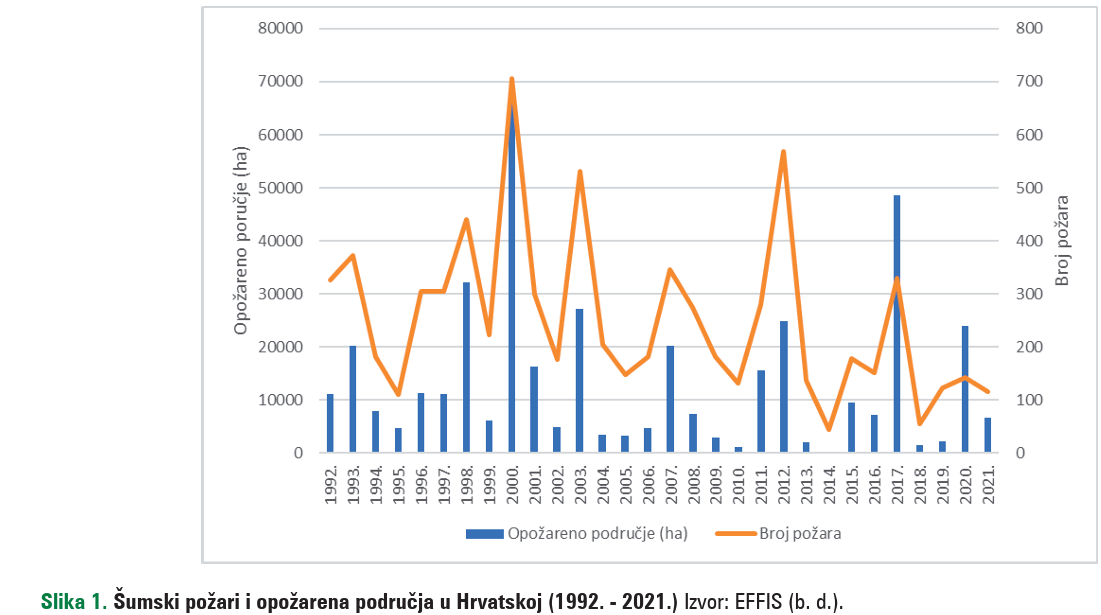 80000 800
70000 700
60000 600
50000 500
40000 400
30000 300
20000 200
10000 100
0 0
Opožareno poručje (ha)
Broj požara
1992. 1993. 1994. 1995. 1996. 1997. 1998. 1999. 2000. 2001. 2002. 2003. 2004. 2005. 2006. 2007. 2008. 2009. 2010. 2011. 2012. 2013. 2014. 2015. 2016. 2017. 2018. 2019. 2020. 2021.
Opožareno područje (ha) Broj požara
Slika 1. Šumski požari i opožarena područja u Hrvatskoj (1992. - 2021.) Izvor: EFFIS (b. d.).